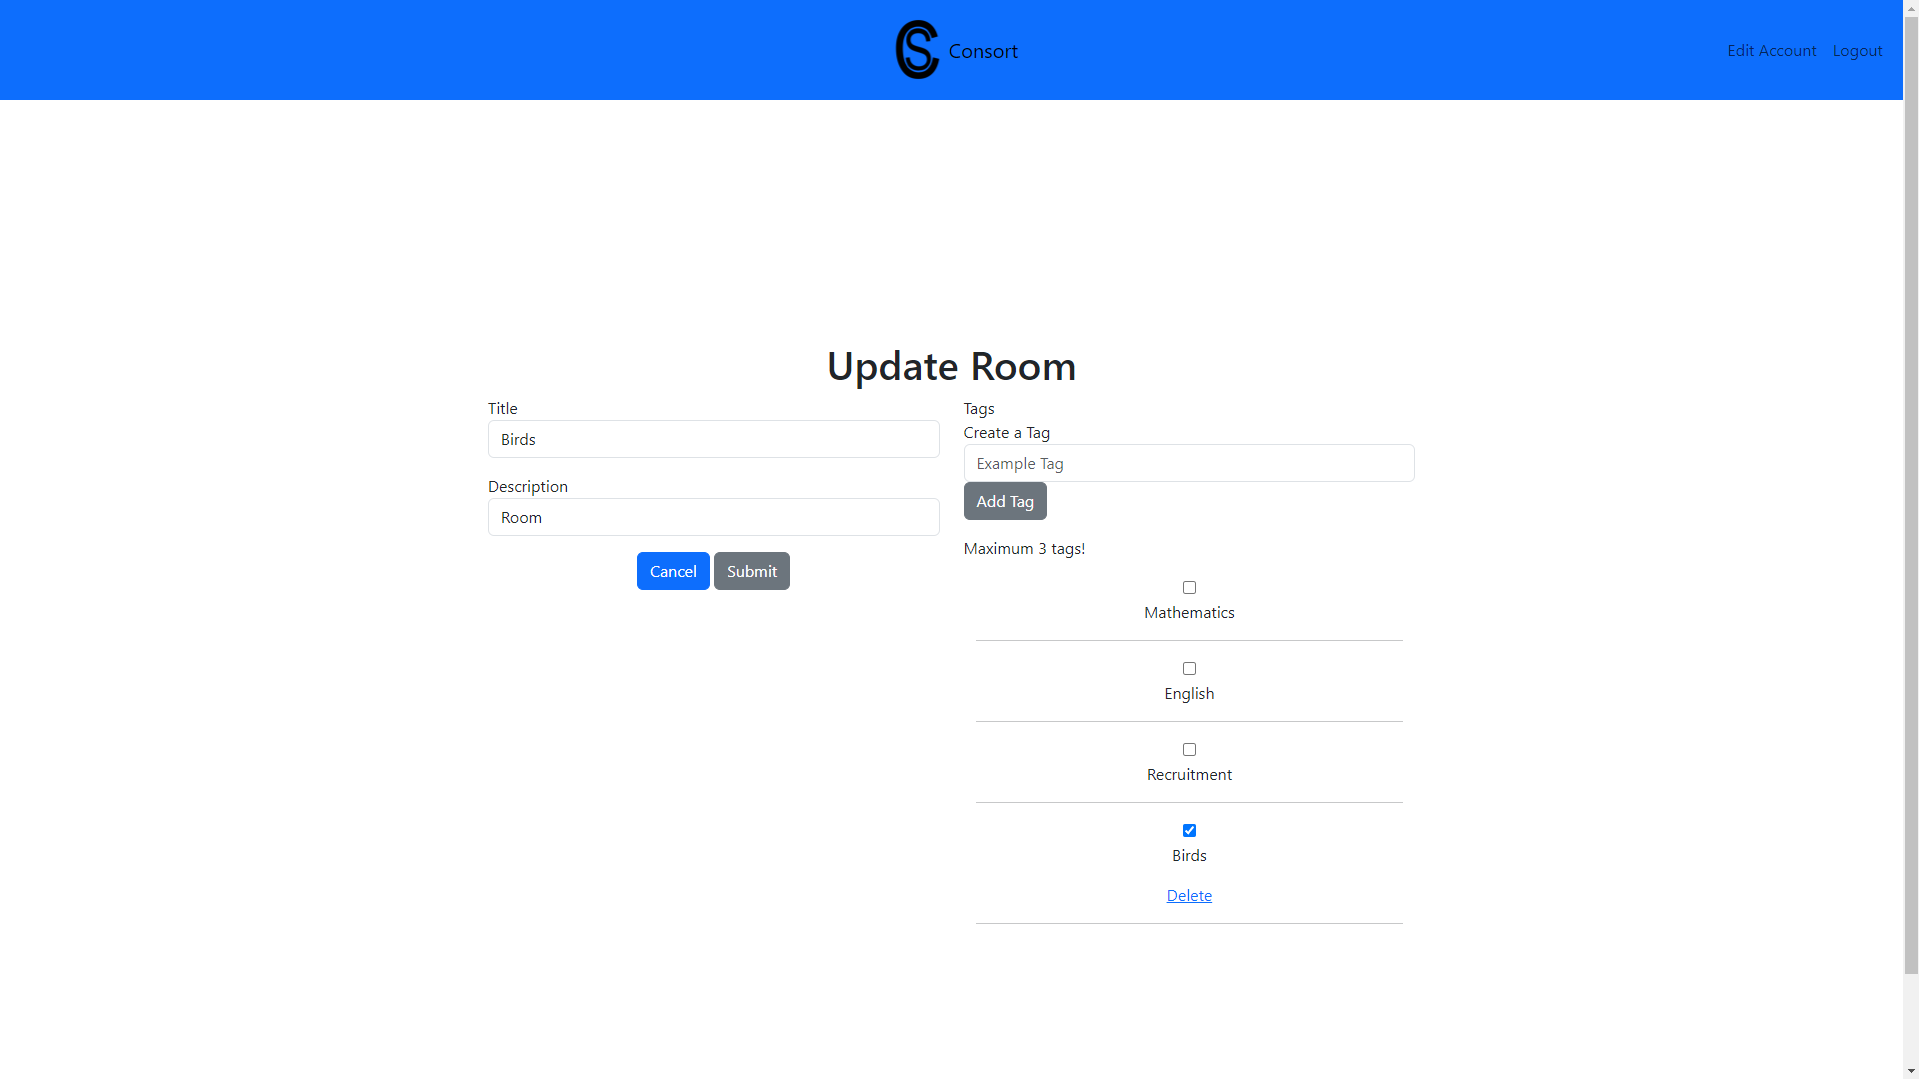 CS Consort
Edit Account Logout
Update Room
Title
Birds
Description
Room
Cancel Submit
Tags
Create a Tag
Example Tag
Add Tag
Maximum 3 tags!
Mathematics
English
Recruitment
Birds
Delete